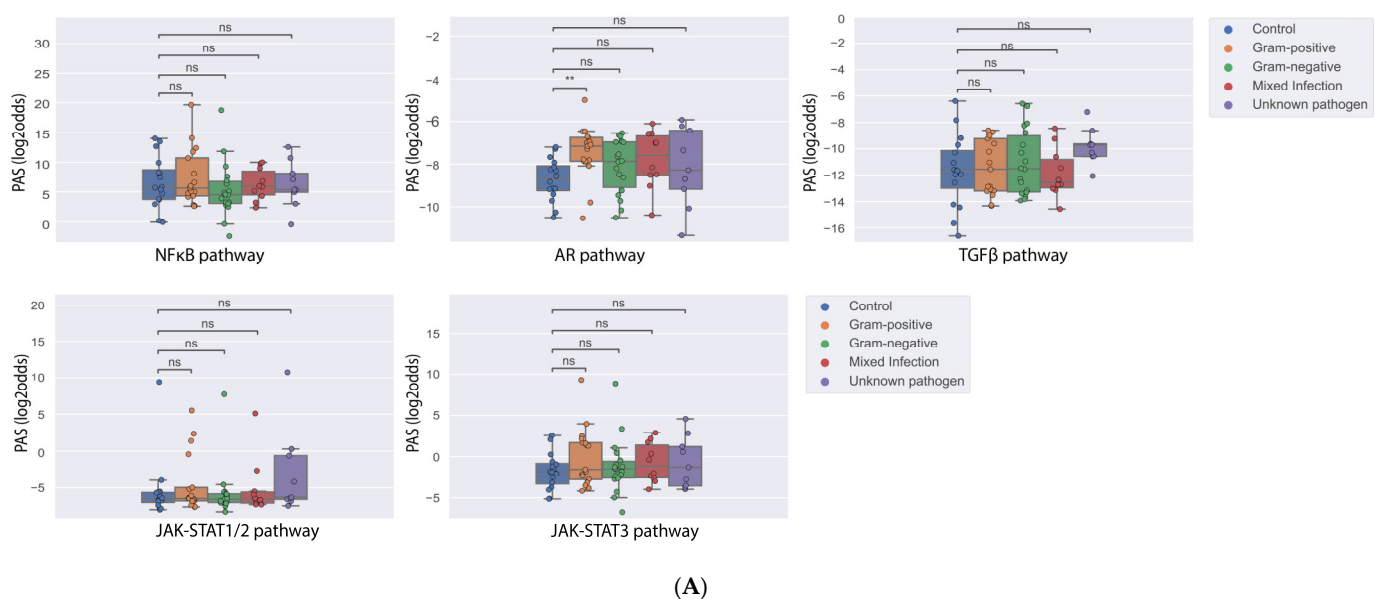 ns
ns
ns
ns
30
25
20
15
10
5
0
PAS (log2odds)
NFκB pathway
ns
ns
ns
**
−2
−4
−6
−8
−10
PAS (log2odds)
AR pathway
ns
ns
ns
ns
0
−2
−4
−6
−8
−10
−12
−14
−16
PAS (log2odds)
TGFβ pathway
Control
Gram-positive
Gram-negative
Mixed Infection
Unknown pathogen
ns
ns
ns
ns
20
15
10
5
0
−5
PAS (log2odds)
JAK-STAT1/2 pathway
ns
ns
ns
ns
15
10
5
0
−5
PAS (log2odds)
JAK-STAT3 pathway
Control
Gram-positive
Gram-negative
Mixed Infection
Unknown pathogen
(A)